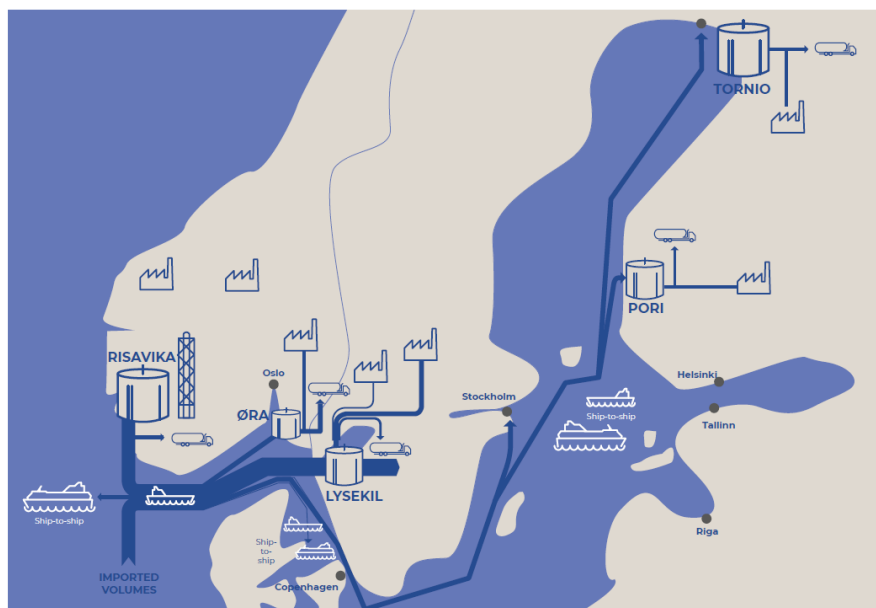 TORNIO
PORI
RISAVIKA
Oslo
ØRA
Helsinki
Stockholm
Ship-to-ship
Tallinn
LYSEKIL
Ship-to-ship
Riga
Ship-
to-
ship
IMPORTED
VOLUMES
Copenhagen